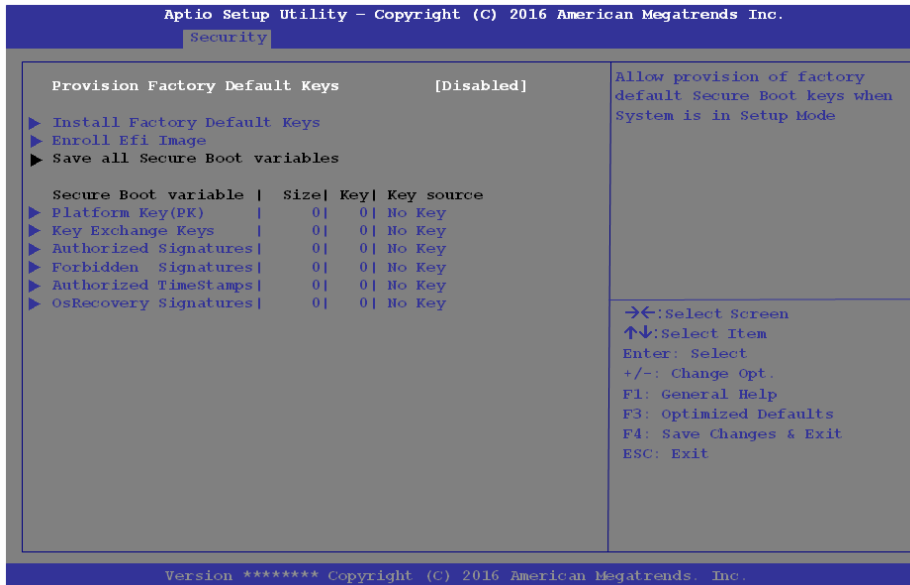 Aptio Setup Utility – Copyright (C) 2016 American Megatrends Inc.
Security
Provision Factory Default Keys [Disabled]
▶ Install Factory Default Keys
▶ Enroll Efi Image
▶ Save all Secure Boot variables
Secure Boot variable | Size| Key| Key source
▶ Platform Key(PK) | 0| 0| No Key
▶ Key Exchange Keys | 0| 0| No Key
▶ Authorized Signatures| 0| 0| No Key
▶ Forbidden Signatures| 0| 0| No Key
▶ Authorized TimeStamps| 0| 0| No Key
▶ OsRecovery Signatures| 0| 0| No Key
Allow provision of factory
default Secure Boot keys when
System is in Setup Mode
→←:Select Screen
↑↓:Select Item
Enter: Select
+/-: Change Opt.
F1: General Help
F3: Optimized Defaults
F4: Save Changes & Exit
ESC: Exit
Version ******** Copyright (C) 2016 American Megatrends. Inc.